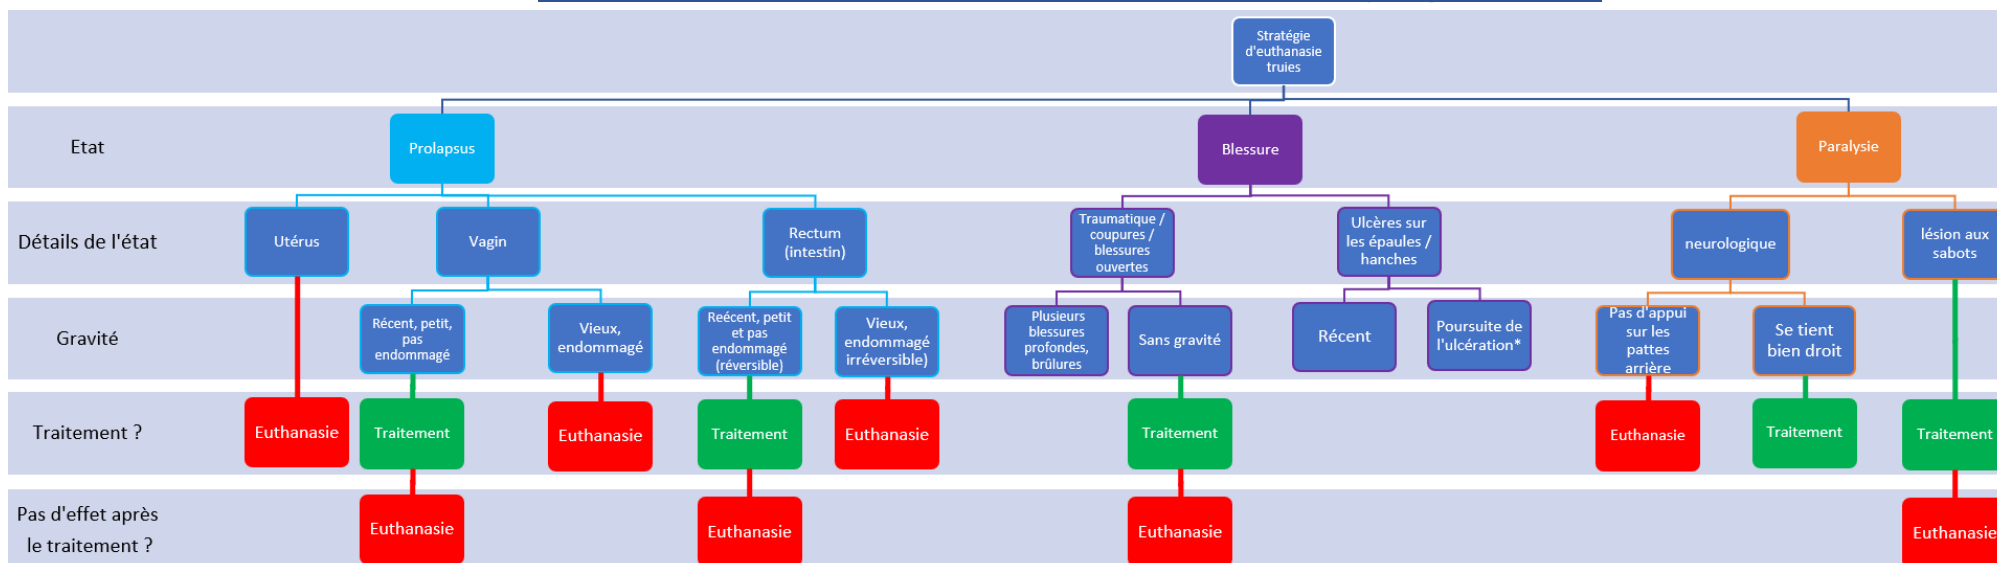 Stratégie
d'euthanasie
truies
Etat
Prolapsus
Blessure
Paralysie
Détails de l'état
Utérus
Vagin
Rectum
(intestin)
Traumatique /
coupures /
blessures
ouvertes
Ulcères sur
les épaules /
hanches
neurologique
lésion aux
sabots
Gravité
Récent, petit,
pas
endommagé
Vieux,
endommagé
Reécent, petit
et pas
endommagé
(réversible)
Vieux,
endommagé
irréversible)
Plusieurs
blessures
profondes,
brûlures
Sans gravité
Récent
Poursuite de
l'ulcération*
Pas d'appui
sur les
pattes
arrière
Se tient
bien droit
Traitement ?
Euthanasie
Traitement
Euthanasie
Traitement
Euthanasie
Traitement
Euthanasie
Traitement
Traitement
Pas d'effet après
le traitement ?
Euthanasie
Euthanasie
Euthanasie
Euthanasie